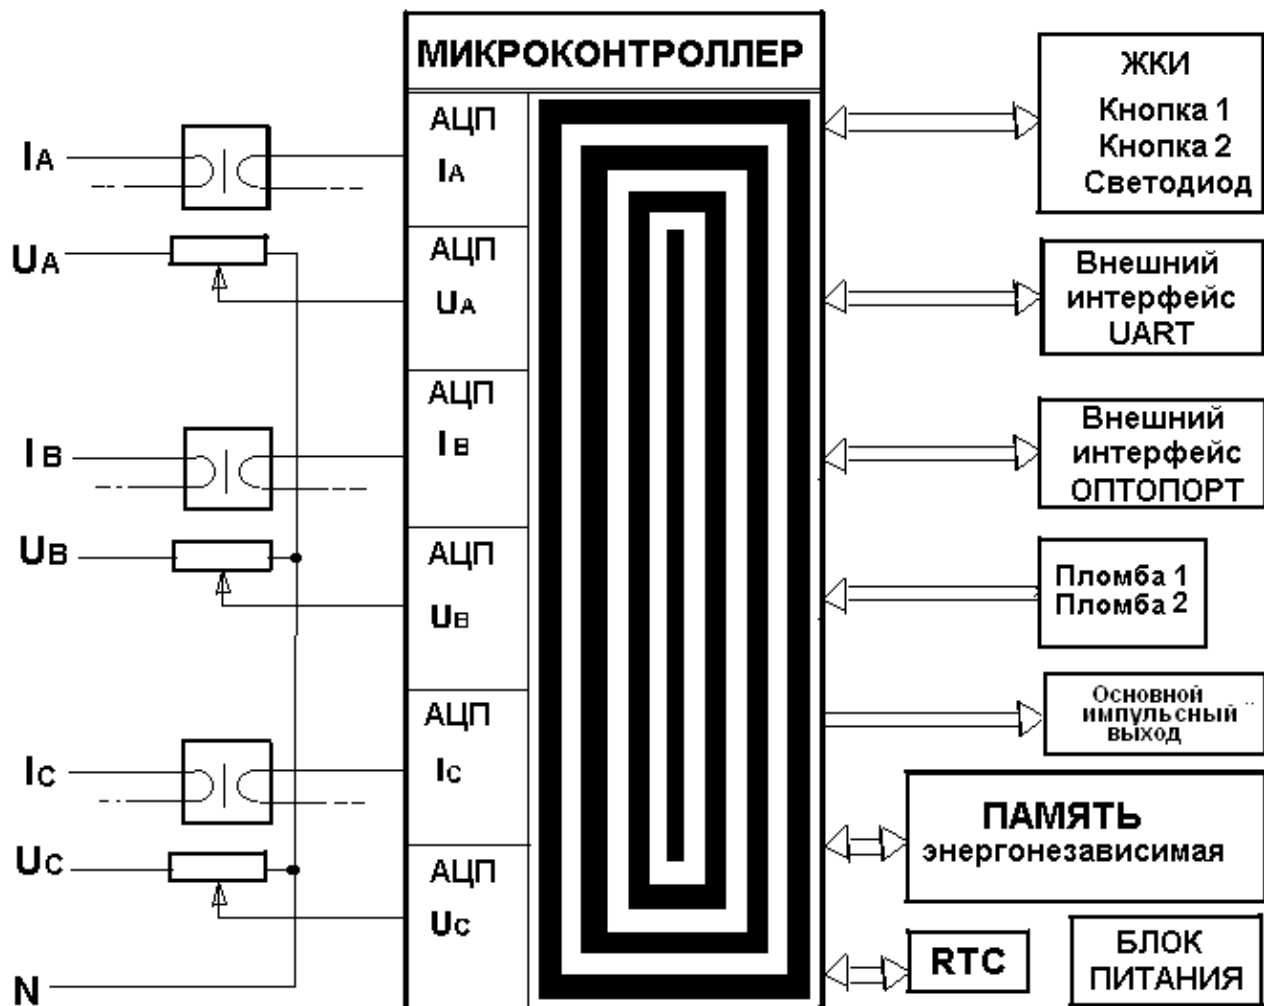 МИКРОКОНТРОЛЛЕР
IA
UA
IB
UB
IC
UC
N
АЦП
IA
АЦП
UA
АЦП
IB
АЦП
UB
АЦП
IC
АЦП
UC
ЖКИ
Кнопка 1
Кнопка 2
Светодиод
Внешний
интерфейс
UART
Внешний
интерфейс
ОПТОПОРТ
Пломба 1
Пломба 2
Основной
импульсный
выход
ПАМЯТЬ
энергонезависимая
RTC
БЛОК
ПИТАНИЯ